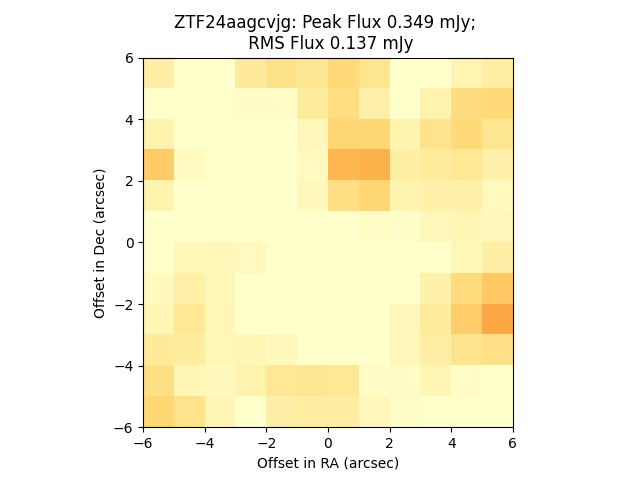 ZTF24aagcvjg: Peak Flux 0.349 mJy;
RMS Flux 0.137 mJy
6
4
2
0
−2
−4
−6
Offset in Dec (arcsec)
−6 −4 −2 0 2 4 6
Offset in RA (arcsec)